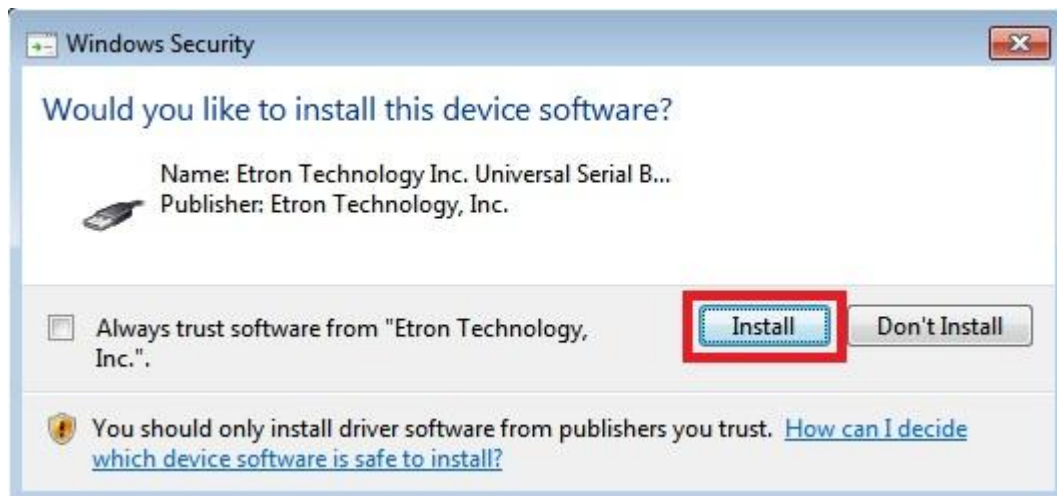 Windows Security
Would you like to install this device software?
Name: Etron Technology Inc. Universal Serial B...
Publisher: Etron Technology, Inc.
Always trust software from "Etron Technology,
Inc.".
Install
Don't Install
You should only install driver software from publishers you trust. How can I decide
which device software is safe to install?